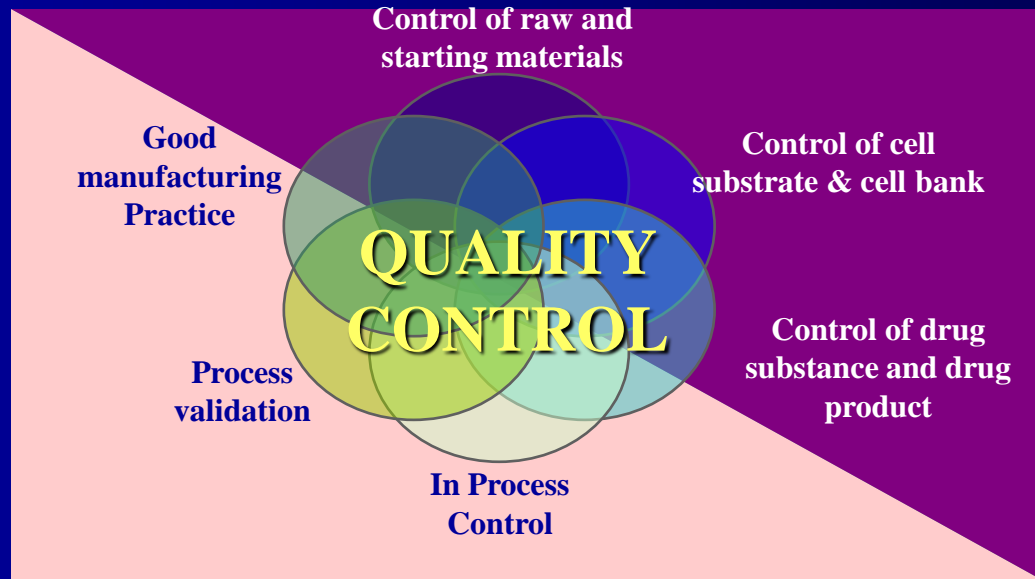 Control of raw and
starting materials
Good
manufacturing
Practice
Control of cell
substrate & cell bank
QUALITY
CONTROL
Control of drug
substance and drug
product
Process
validation
In Process
Control